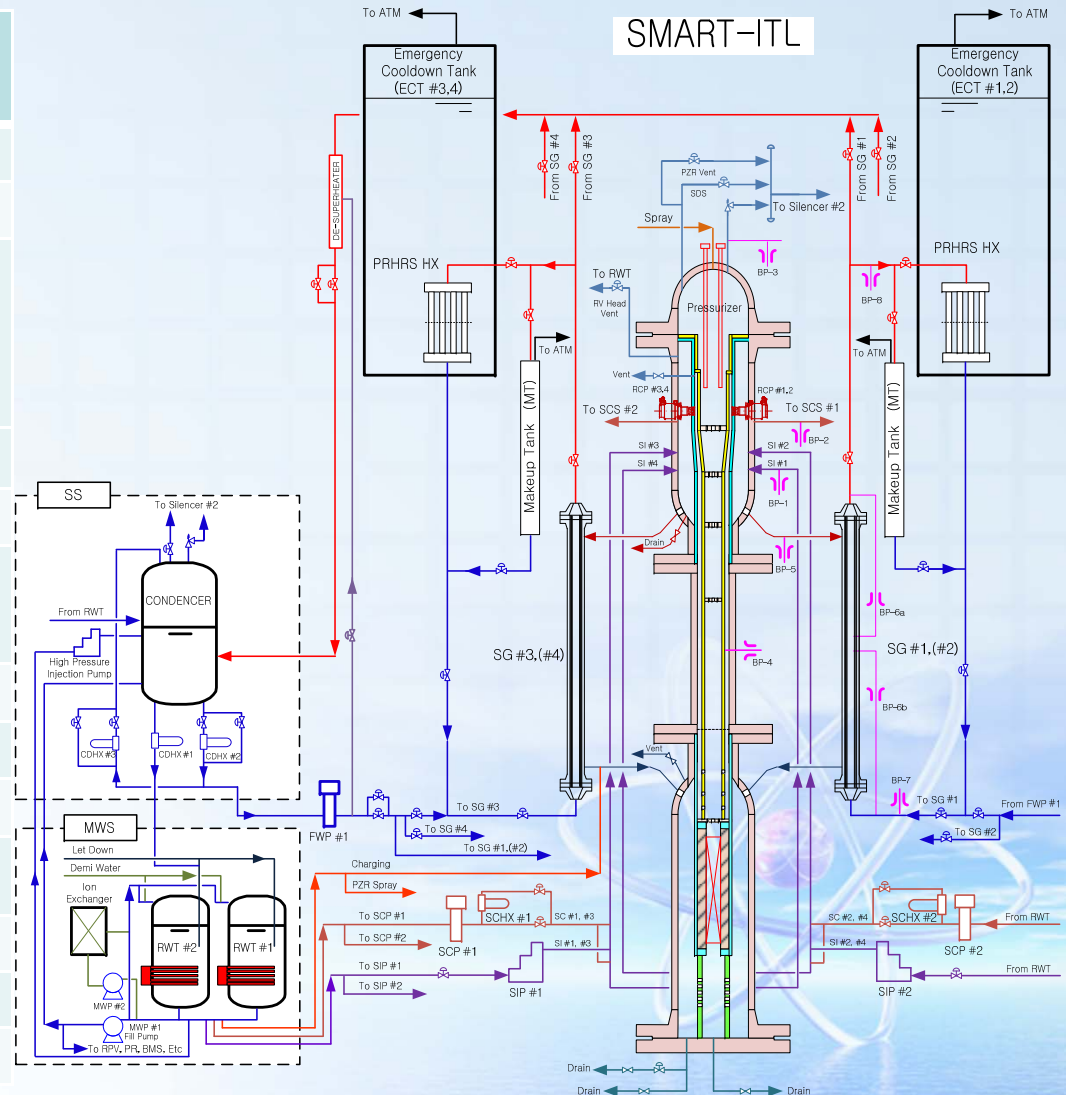 SMART-ITL
To ATM
To ATM
Emergency
Cooldown Tank
(ECT #3,4)
Emergency
Cooldown Tank
(ECT #1,2)
From SG #4
From SG #3
From SG #1
From SG #2
PZR Vent
SDS
To Silencer #2
DE-SUPERHEATER
Spray
BP-3
PRHRS HX
PRHRS HX
To RWT
RV Head
Vent
Pressurizer
BP-8
To ATM
To ATM
Vent
RCP #3,4
RCP #1,2
Makeup Tank (MT)
Makeup Tank (MT)
To SCS #2
To SCS #1
BP-2
SI #3
SI #2
SI #4
SI #1
BP-1
SS
To Silencer #2
Drain
BP-5
CONDENCER
From RWT
BP-6a
High Pressure
Injection Pump
SG #3,(#4)
SG #1,(#2)
BP-4
BP-6b
CDHX #3
CDHX #1
CDHX #2
Vent
BP-7
To SG #3
To SG #1
From FWP #1
FWP #1
To SG #4
To SG #2
To SG #1,(#2)
MWS
Let Down
Demi Water
Charging
PZR Spray
Ion
Exchanger
SCHX #1
SCHX #2
To SCP #1
SC #1, #3
SC #2, #4
From RWT
To SCP #2
SCP #1
SCP #2
RWT #2
RWT #1
SI #1, #3
SI #2, #4
To SIP #1
From RWT
To SIP #2
SIP #1
SIP #2
MWP #2
MWP #1
Fill Pump
To RPV, PR, BMS, Etc
Drain
Drain
Drain